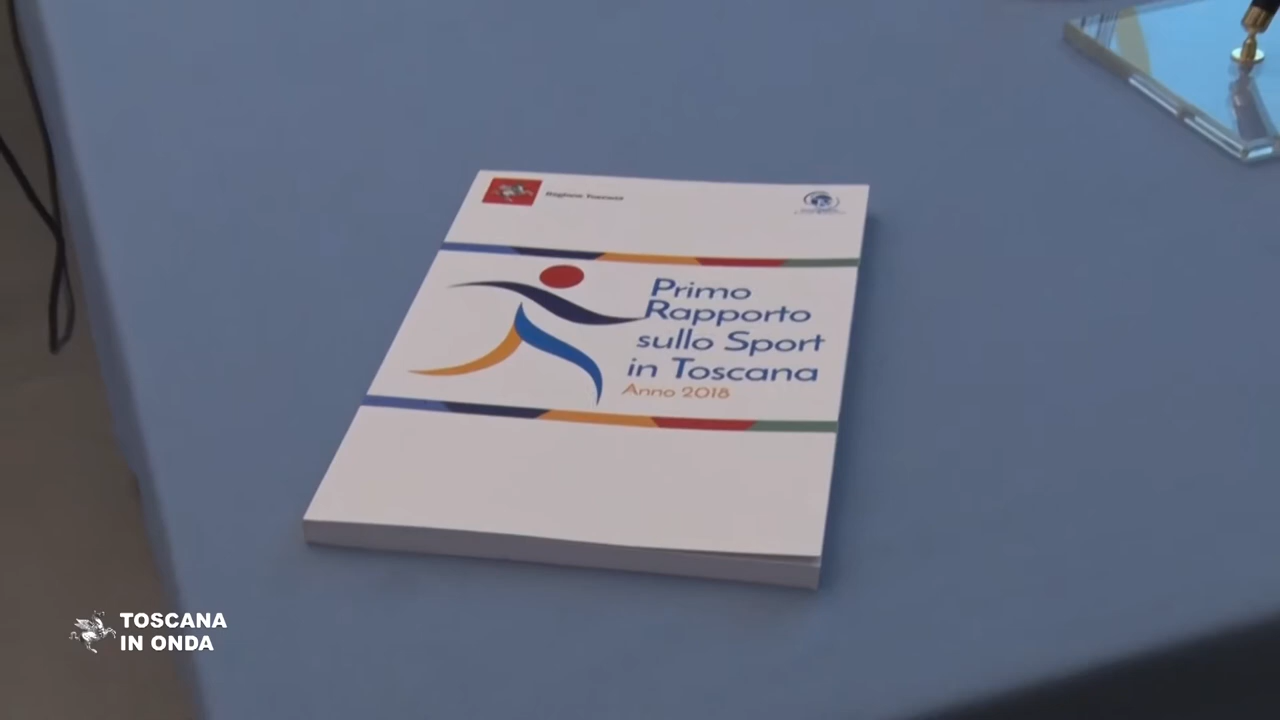 Regione Toscana
Primo
Rapporto
sullo Sport
in Toscana
Anno 2018
TOSCANA
IN ONDA